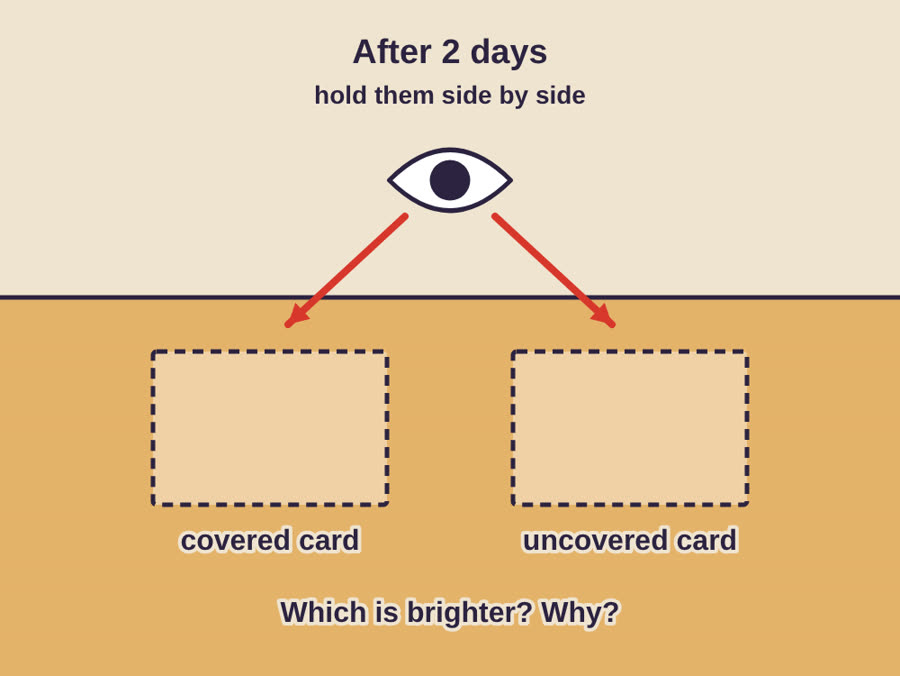 After 2 days
hold them side by side
covered card
uncovered card
Which is brighter? Why?